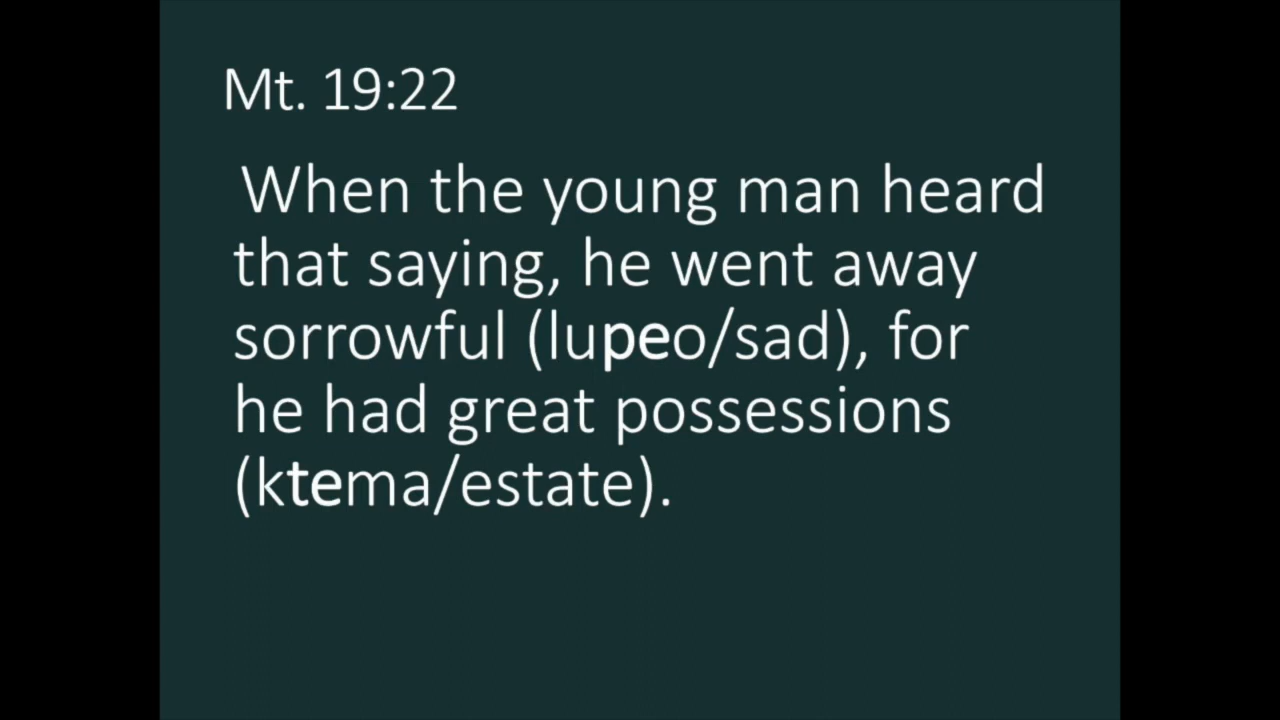 Mt. 19:22
When the young man heard
that saying, he went away
sorrowful (lupeo/sad), for
he had great possessions
(ktema/estate).